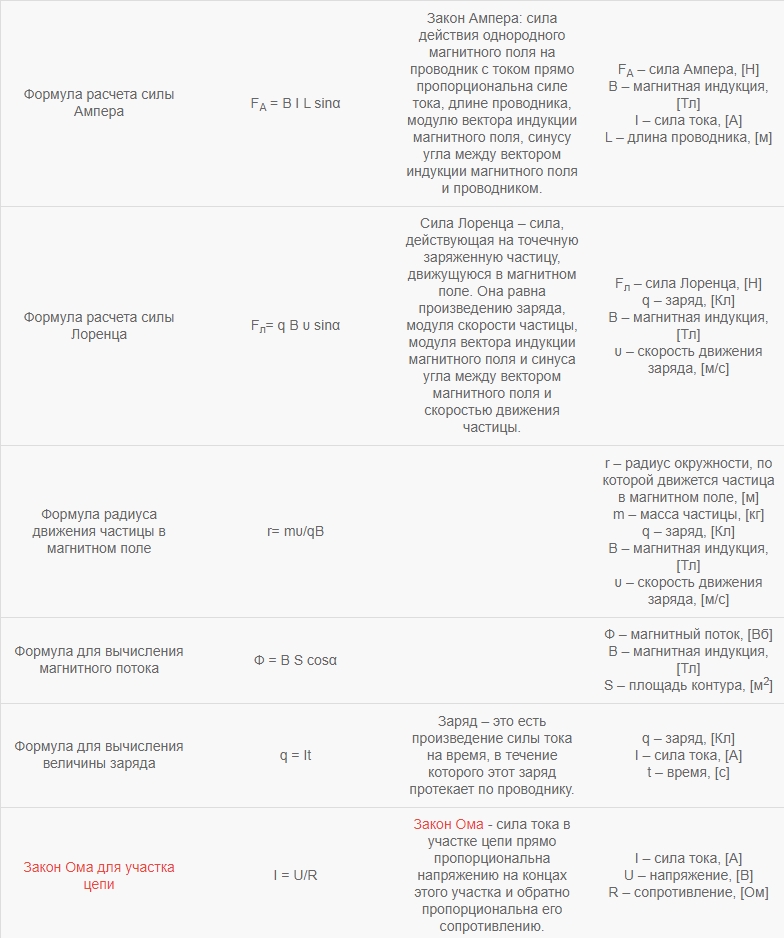 Формула расчета силы
Ампера
F_A = B I L sinα
Закон Ампера: сила
действия однородного
магнитного поля на
проводник с током прямо
пропорциональна силе
тока, длине проводника,
модулю вектора индукции
магнитного поля, синусу
угла между вектором
индукции магнитного поля
и проводником.
F_A – сила Ампера, [Н]
В – магнитная индукция,
[Тл]
I – сила тока, [А]
L – длина проводника, [м]
Формула расчета силы
Лоренца
F_л= q B υ sinα
Сила Лоренца – сила,
действующая на точечную
заряженную частицу,
движущуюся в магнитном
поле. Она равна
произведению заряда,
модуля скорости частицы,
модуля вектора индукции
магнитного поля и синуса
угла между вектором
магнитного поля и
скоростью движения
частицы.
F_л – сила Лоренца, [Н]
q – заряд, [Кл]
В – магнитная индукция,
[Тл]
υ – скорость движения
заряда, [м/с]
Формула радиуса
движения частицы в
магнитном поле
r= mυ/qB
r – радиус окружности, по
которой движется частица
в магнитном поле, [м]
m – масса частицы, [кг]
q – заряд, [Кл]
В – магнитная индукция,
[Тл]
υ – скорость движения
заряда, [м/с]
Формула для вычисления
магнитного потока
Ф = B S cosα
Ф – магнитный поток, [Вб]
В – магнитная индукция,
[Тл]
S – площадь контура, [м²]
Формула для вычисления
величины заряда
q = It
Заряд – это есть
произведение силы тока
на время, в течение
которого этот заряд
протекает по проводнику.
q – заряд, [Кл]
I – сила тока, [А]
t – время, [с]
Закон Ома для участка
цепи
I = U/R
Закон Ома - сила тока в
участке цепи прямо
пропорциональна
напряжению на концах
этого участка и обратно
пропорциональна его
сопротивлению.
I – сила тока, [А]
U – напряжение, [В]
R – сопротивление, [Ом]